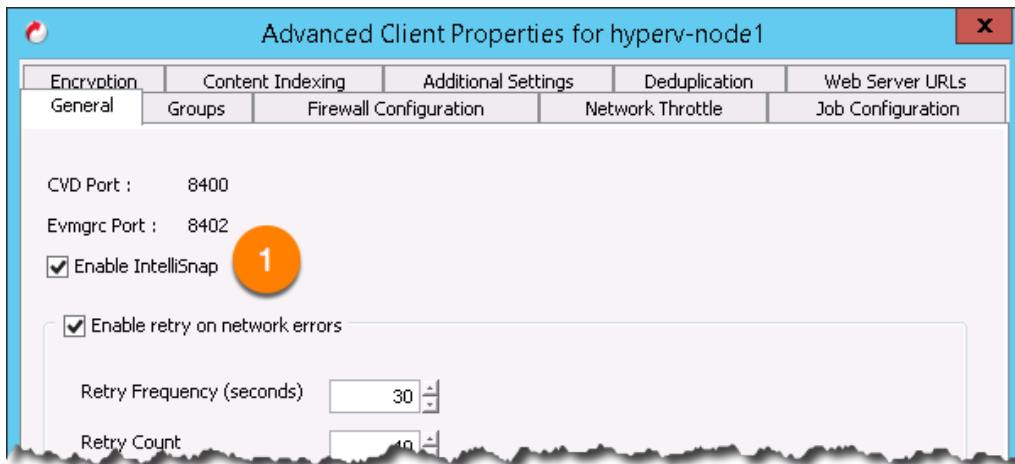 Advanced Client Properties for hyperv-node1
x
Encryption Content Indexing Additional Settings Deduplication Web Server URLs
General Groups Firewall Configuration Network Throttle Job Configuration
CVD Port : 8400
Evmgrc Port : 8402
Enable IntelliSnap 1
Enable retry on network errors
Retry Frequency (seconds) 30
Retry Count